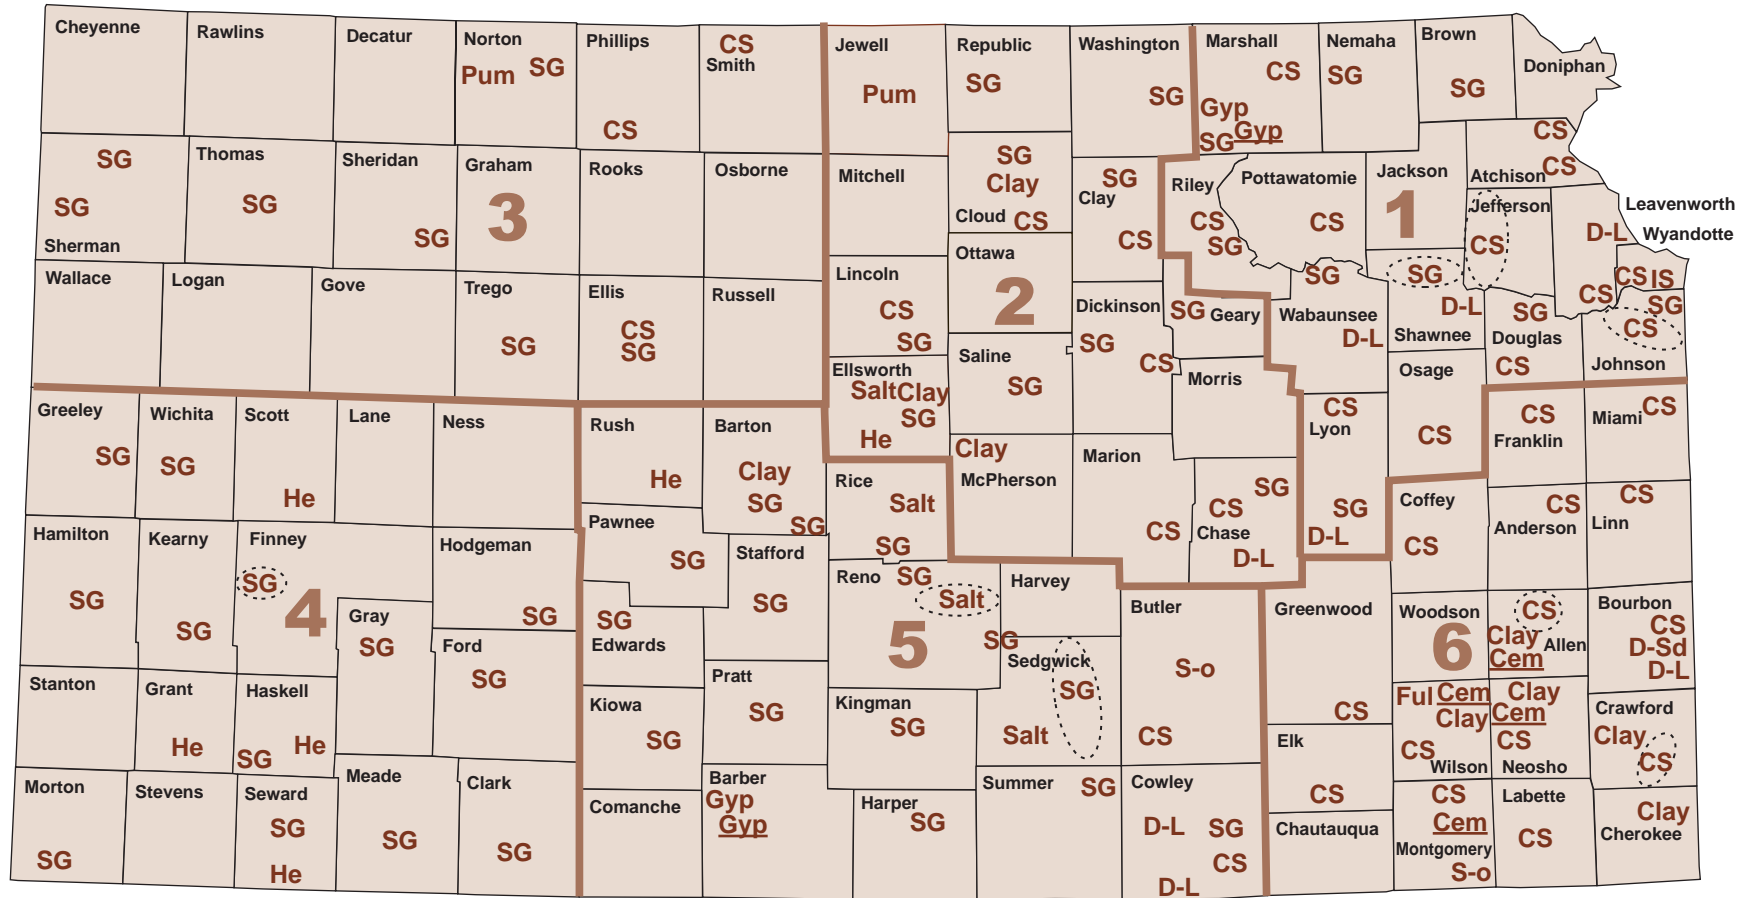 Cheyenne
Rawlins
Decatur
Norton
Pum SG
Phillips
CS
CS
Smith
Jewell
Pum
Republic
SG
Washington
SG
Marshall
CS
Gyp
SG Gyp
Nemaha
SG
Brown
SG
Doniphan
SG
SG
Sherman
Thomas
SG
Sheridan
SG
Graham
3
Rooks
Osborne
Mitchell
SG
Clay
Cloud CS
SG
Clay
CS
Riley
CS
SG
Pottawatomie
CS
Jackson
1
CS
CS
Atchison
Jefferson
CS
Leavenworth
D-L
CS
Wyandotte
CS IS
Wallace
Logan
Gove
Trego
SG
Ellis
CS
SG
Russell
Lincoln
CS
SG
Ottawa
2
Dickinson
SG
CS
SG
Geary
SG
Wabaunsee
D-L
SG
D-L
Shawnee
SG
Douglas
CS
SG
CS
Johnson
Ellsworth
Salt Clay
SG
He
Saline
SG
Morris
Osage
CS
Greeley
SG
Wichita
SG
Scott
He
Lane
Ness
Rush
He
Barton
Clay
SG
SG
Rice
Salt
SG
Clay
McPherson
Marion
CS
SG
CS
Chase
D-L
CS
Lyon
SG
D-L
CS
Franklin
Miami CS
Hamilton
SG
Kearny
SG
Finney
SG
4
Hodgeman
SG
Pawnee
SG
Stafford
SG
Reno SG
Salt
5
SG
Harvey
Coffey
CS
CS
Anderson
CS
Linn
Gray
SG
Ford
SG
SG
Edwards
Sedgwick
SG
Salt
Butler
S-o
CS
Greenwood
CS
Woodson
6
CS
Clay
Cem Allen
Bourbon
CS
D-Sd
D-L
Stanton
Grant
He
Haskell
SG He
Kiowa
SG
Pratt
SG
Kingman
SG
Elk
CS
Ful Cem
Clay
CS
Wilson
Clay
Cem
CS
Neosho
Crawford
Clay
CS
Morton
SG
Stevens
Seward
SG
He
Meade
SG
Clark
SG
Comanche
Barber
Gyp
Gyp
Harper
SG
Summer SG
Cowley
D-L SG
CS
D-L
Chautauqua
CS
Cem
Montgomery
S-o
Labette
CS
Clay
Cherokee